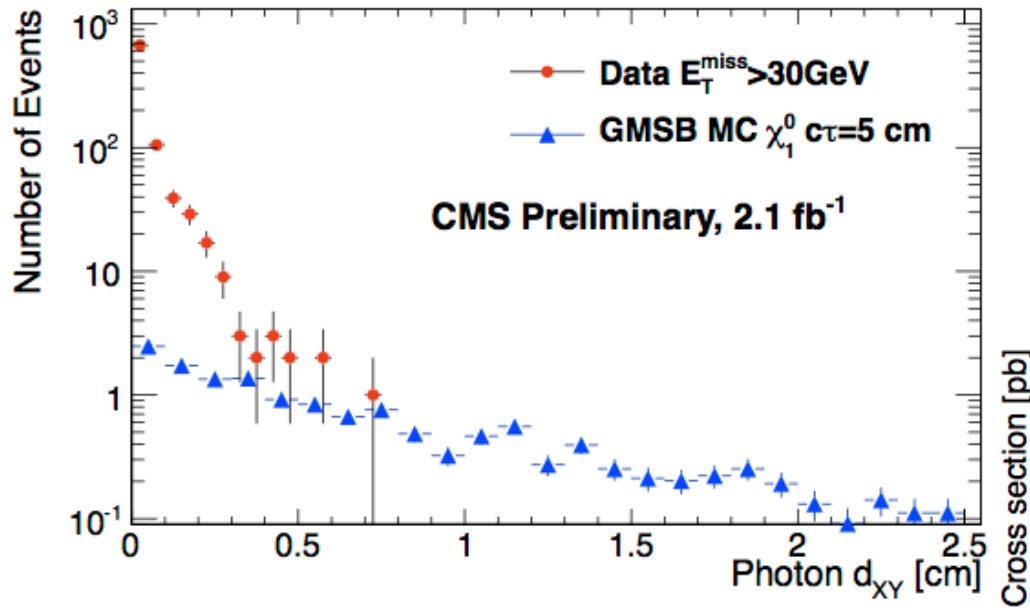 Number of Events
10³
10²
10
1
10⁻¹
Data E_T^miss>30GeV
GMSB MC χ₁⁰ cτ=5 cm
CMS Preliminary, 2.1 fb⁻¹
0 0.5 1 1.5 2 2.5
Photon d_XY [cm]
Cross section [pb]